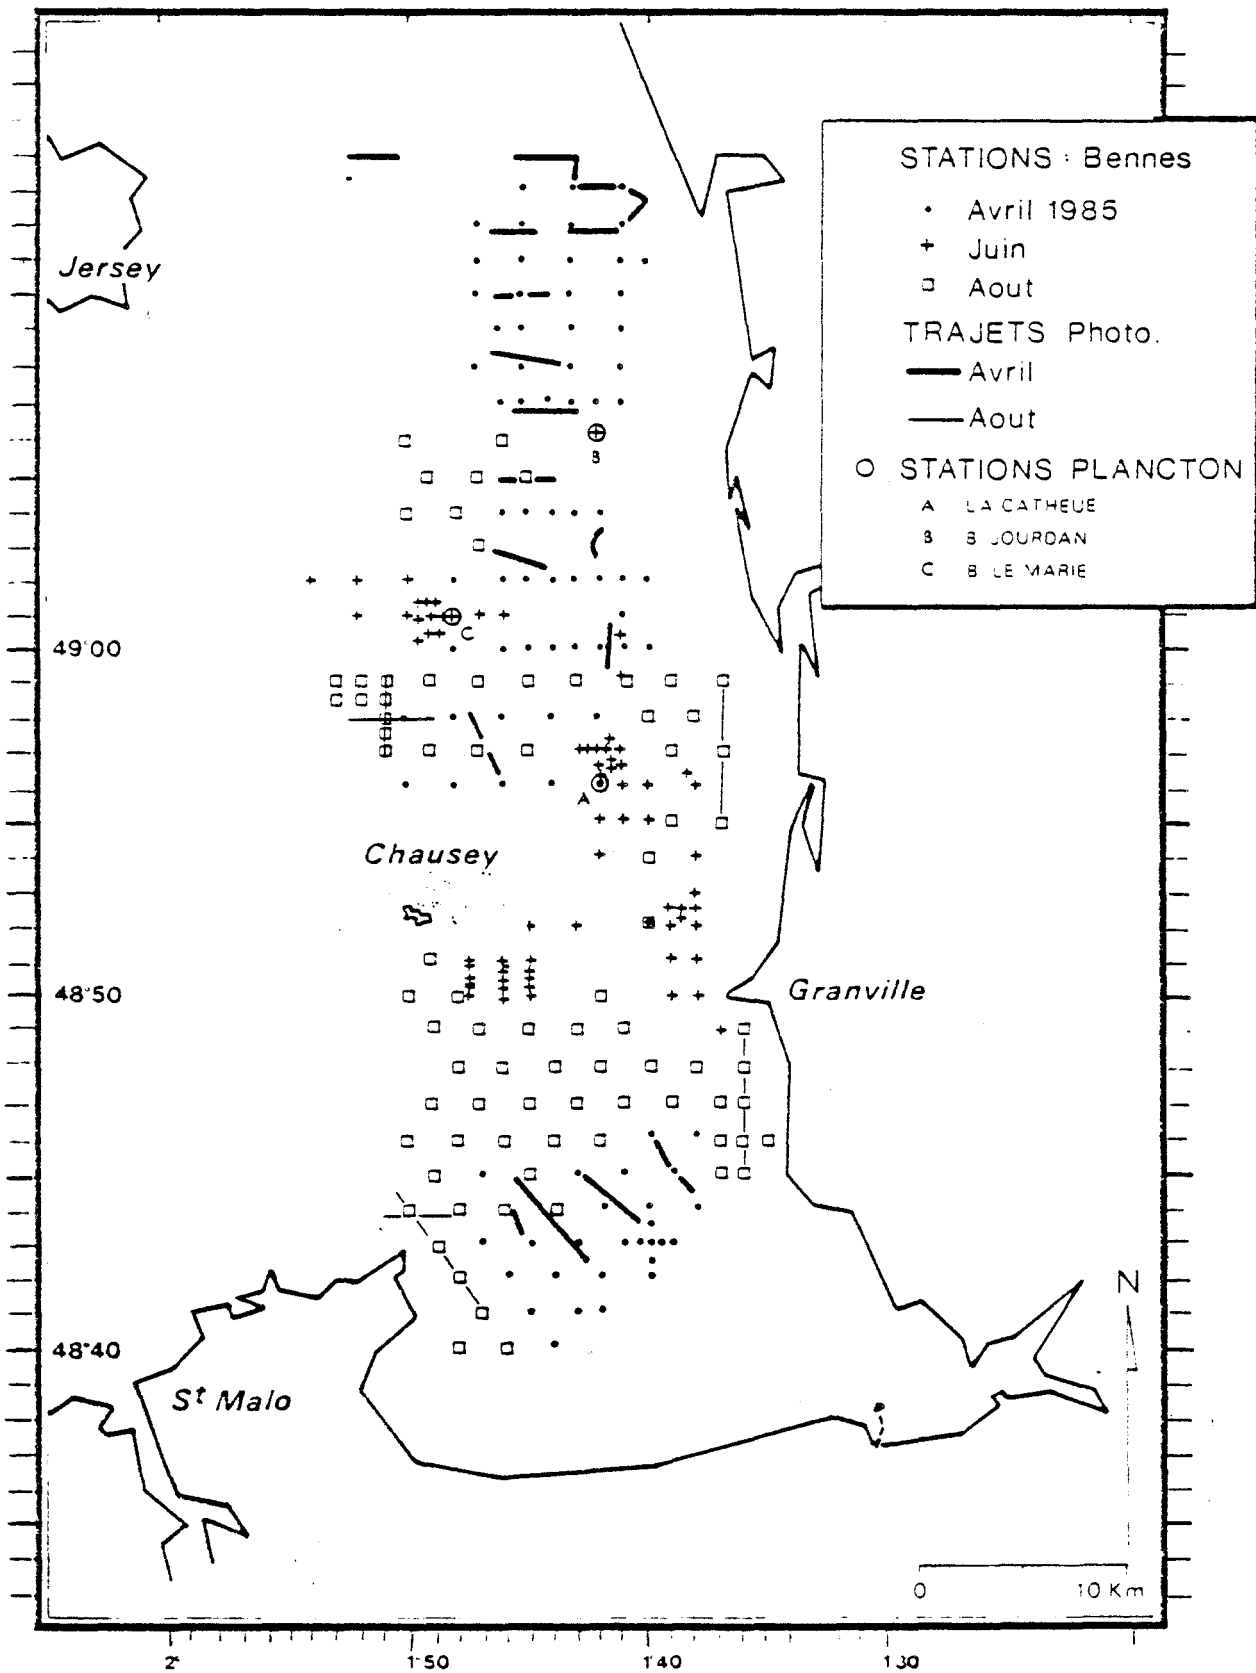 STATIONS : Bennes
Avril 1985
Juin
Aout
TRAJETS Photo.
Avril
Aout
STATIONS PLANCTON
A LA CATHEUE
B B JOURDAN
C B LE MARIE
Jersey
B
C
49°00
A
Chausey
48°50
Granville
N
48°40
St Malo
0 10 Km
2° 1°50 1°40 1°30